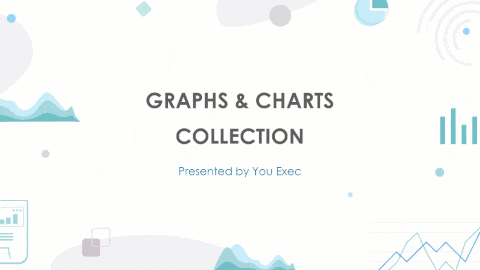 GRAPHS & CHARTS
COLLECTION
Presented by You Exec